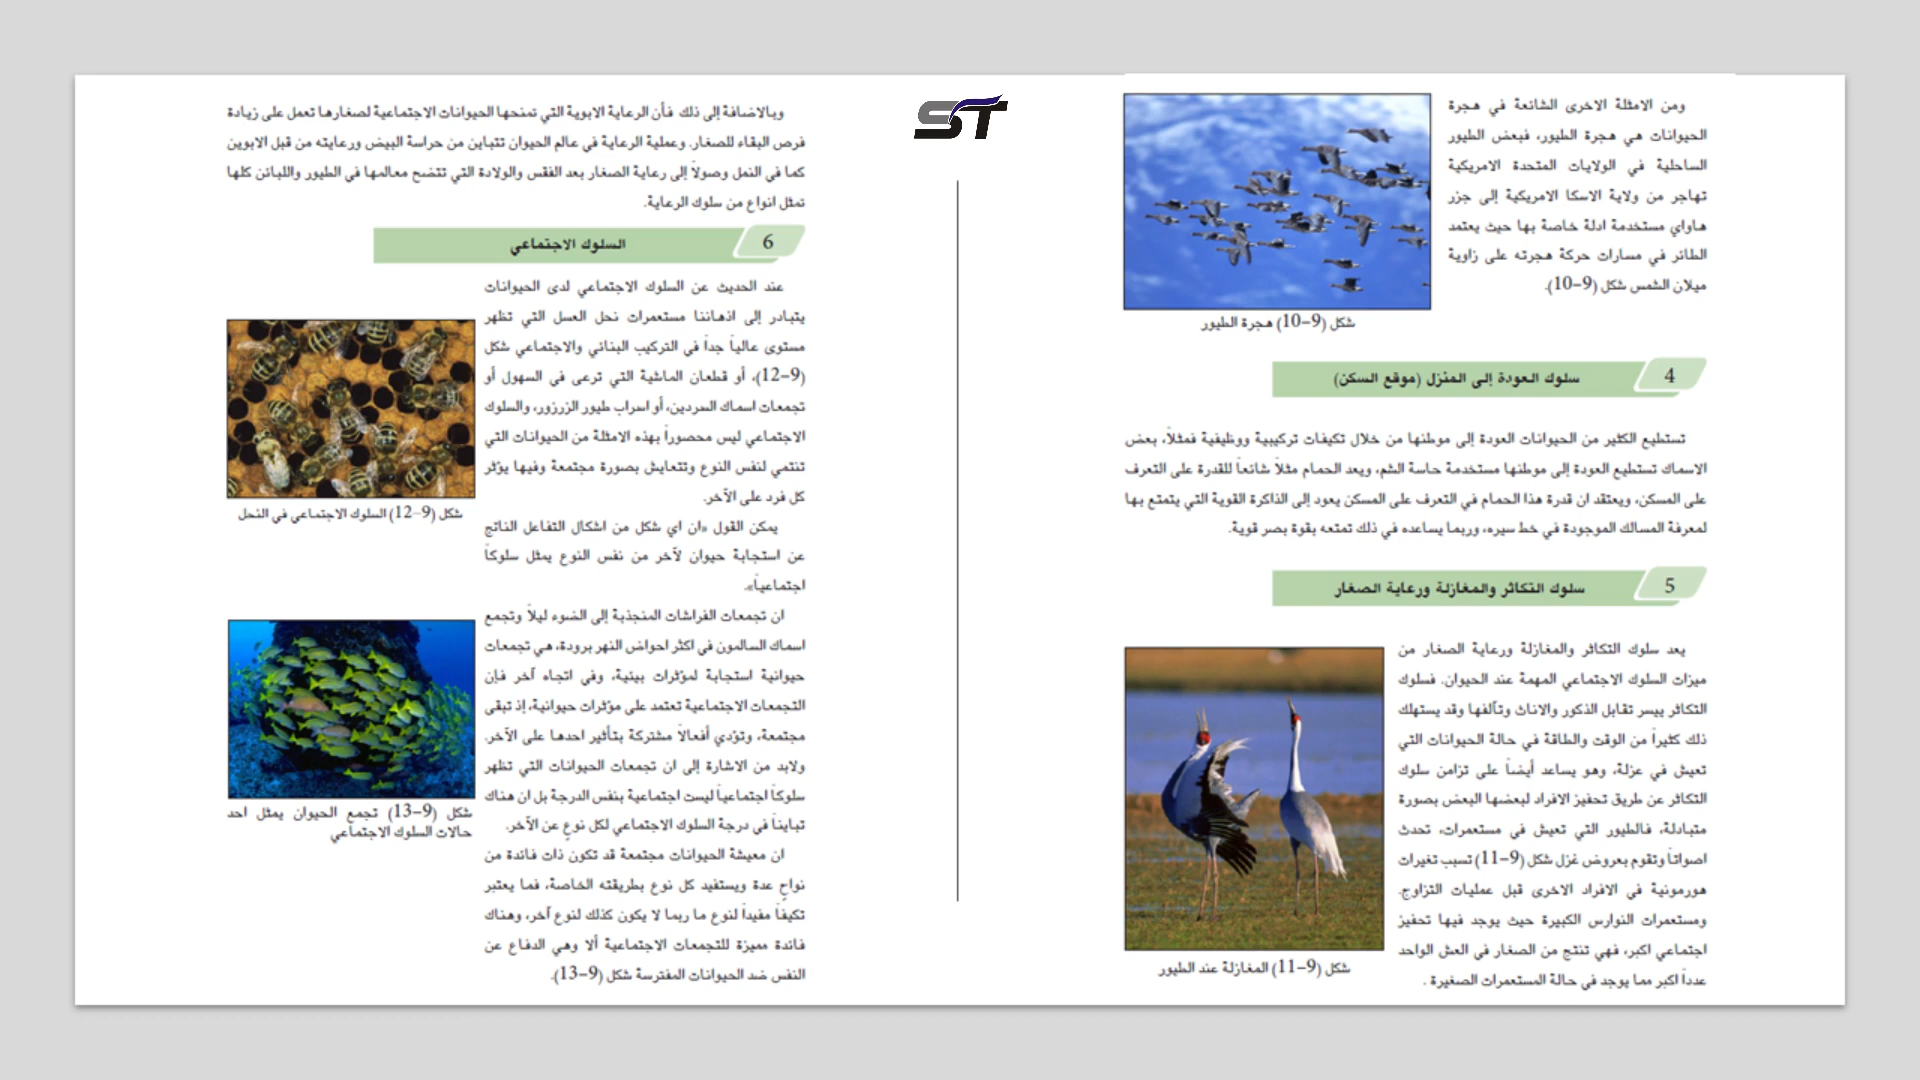 ST
ومن الامثلة الاخرى الشائعة في هجرة
الحيوانات هي هجرة الطيور، فبعض الطيور
الساحلية في الولايات المتحدة الامريكية
تهاجر من ولاية الاسكا الامريكية إلى جزر
هاواي مستخدمة ادلة خاصة بها حيث يعتمد
الطائر في مسارات حركة هجرته على زاوية
ميلان الشمس شكل (9–10).
شكل (9–10) هجرة الطيور
4 سلوك العودة إلى المنزل (موقع السكن)
تستطيع الكثير من الحيوانات العودة إلى موطنها من خلال تكيفات تركيبية ووظيفية فمثلاً، بعض
الاسماك تستطيع العودة إلى موطنها مستخدمة حاسة الشم، ويعد الحمام مثلاً شائعاً للقدرة على التعرف
على المسكن، ويعتقد ان قدرة هذا الحمام في التعرف على المسكن يعود إلى الذاكرة القوية التي يتمتع بها
لمعرفة المسالك الموجودة في خط سيره، وربما يساعده في ذلك تمتعه بقوة بصر قوية.
5 سلوك التكاثر والمغازلة ورعاية الصغار
يعد سلوك التكاثر والمغازلة ورعاية الصغار من
ميزات السلوك الاجتماعي المهمة عند الحيوان. فسلوك
التكاثر ييسر تقابل الذكور والاناث وتآلفها وقد يستهلك
ذلك كثيراً من الوقت والطاقة في حالة الحيوانات التي
تعيش في عزلة، وهو يساعد أيضاً على تزامن سلوك
التكاثر عن طريق تحفيز الافراد لبعضها البعض بصورة
متبادلة، فالطيور التي تعيش في مستعمرات، تحدث
اصواتاً وتقوم بعروض غزل شكل (9–11) تسبب تغيرات
هورمونية في الافراد الاخرى قبل عمليات التزاوج.
ومستعمرات النوارس الكبيرة حيث يوجد فيها تحفيز
اجتماعي اكبر، فهي تنتج من الصغار في العش الواحد
عدداً اكبر مما يوجد في حالة المستعمرات الصغيرة .
شكل (9–11) المغازلة عند الطيور
وبالاضافة إلى ذلك فأن الرعاية الابوية التي تمنحها الحيوانات الاجتماعية لصغارها تعمل على زيادة
فرص البقاء للصغار. وعملية الرعاية في عالم الحيوان تتباين من حراسة البيض ورعايته من قبل الابوين
كما في النمل وصولاً إلى رعاية الصغار بعد الفقس والولادة التي تتضح معالمها في الطيور واللبائن كلها
تمثل انواع من سلوك الرعاية.
6 السلوك الاجتماعي
عند الحديث عن السلوك الاجتماعي لدى الحيوانات
يتبادر إلى اذهاننا مستعمرات نحل العسل التي تظهر
مستوى عالياً جداً في التركيب البنائي والاجتماعي شكل
(9–12)، أو قطعان الماشية التي ترعى في السهول أو
تجمعات اسماك السردين، أو اسراب طيور الزرزور، والسلوك
الاجتماعي ليس محصوراً بهذه الامثلة من الحيوانات التي
تنتمي لنفس النوع وتتعايش بصورة مجتمعة وفيها يؤثر
كل فرد على الآخر.
شكل (9–12) السلوك الاجتماعي في النحل
يمكن القول «ان اي شكل من اشكال التفاعل الناتج
عن استجابة حيوان لآخر من نفس النوع يمثل سلوكاً
اجتماعياً».
ان تجمعات الفراشات المنجذبة إلى الضوء ليلاً وتجمع
اسماك السالمون في اكثر احواض النهر برودة، هي تجمعات
حيوانية استجابة لمؤثرات بيئية، وفي اتجاه آخر فإن
التجمعات الاجتماعية تعتمد على مؤثرات حيوانية، إذ تبقى
مجتمعة، وتؤدي أفعالاً مشتركة بتأثير احدها على الآخر.
ولابد من الاشارة إلى ان تجمعات الحيوانات التي تظهر
سلوكاً اجتماعياً ليست اجتماعية بنفس الدرجة بل ان هناك
تبايناً في درجة السلوك الاجتماعي لكل نوعٍ عن الآخر.
شكل (9–13) تجمع الحيوان يمثل احد
حالات السلوك الاجتماعي
ان معيشة الحيوانات مجتمعة قد تكون ذات فائدة من
نواحٍ عدة ويستفيد كل نوع بطريقته الخاصة، فما يعتبر
تكيفاً مفيداً لنوع ما ربما لا يكون كذلك لنوع آخر، وهناك
فائدة مميزة للتجمعات الاجتماعية ألا وهي الدفاع عن
النفس ضد الحيوانات المفترسة شكل (9–13).